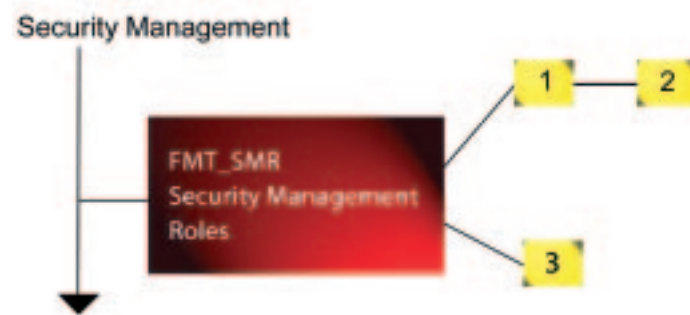 Security Management
1
2
FMT_SMR
Security Management
Roles
3